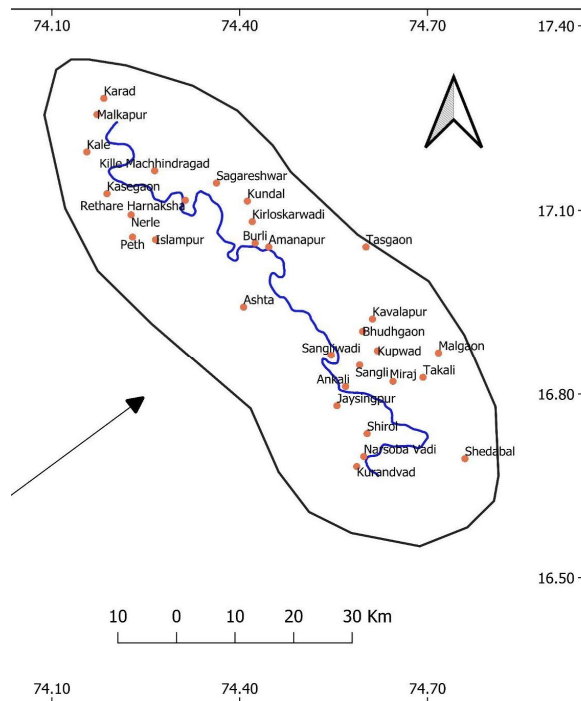 74.10 74.40 74.70 17.40
Karad
Malkapur
Kale
Kille Machhindragad
Sagareshwar
Kasegaon
Kundal
Rethare Harnaksha
17.10
Nerle
Kirloskarwadi
Peth
Islampur
Burli
Amanapur
Tasgaon
Ashta
Kavalapur
Bhudhgaon
Sangliwadi
Kupwad
Malgaon
Sangli
Miraj
Takali
Ankali
16.80
Jaysingpur
Shirol
Narsoba Vadi
Shedabal
Kurandvad
16.50
10 0 10 20 30 Km
74.10 74.40 74.70